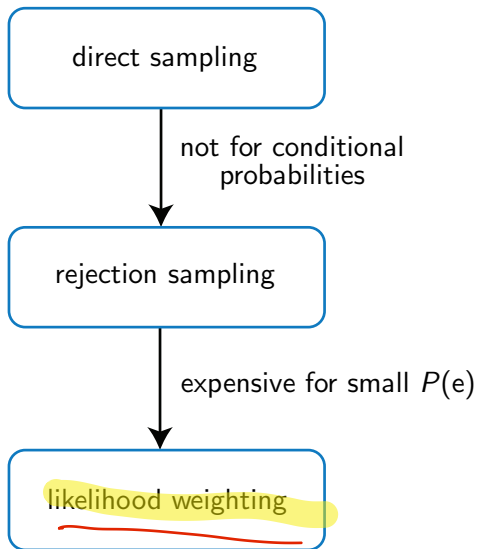 direct sampling
not for conditional
probabilities
rejection sampling
expensive for small P(e)
likelihood weighting